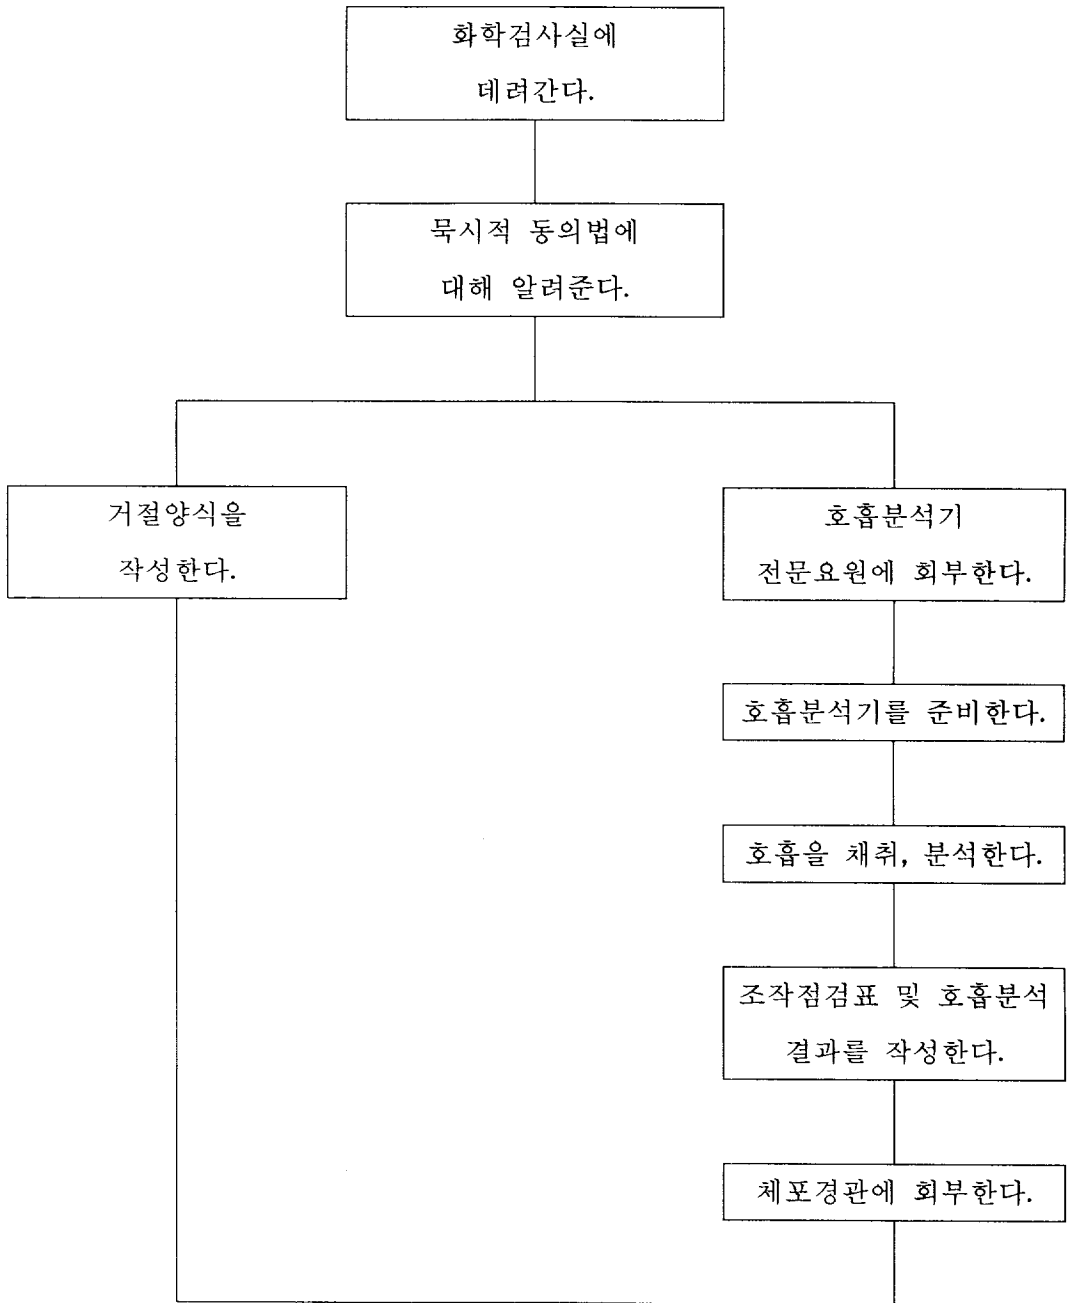 화학검사실에
데려간다.
묵시적 동의법에
대해 알려준다.
거절양식을
작성한다.
호흡분석기
전문요원에 회부한다.
호흡분석기를 준비한다.
호흡을 채취, 분석한다.
조작점검표 및 호흡분석
결과를 작성한다.
체포경관에 회부한다.